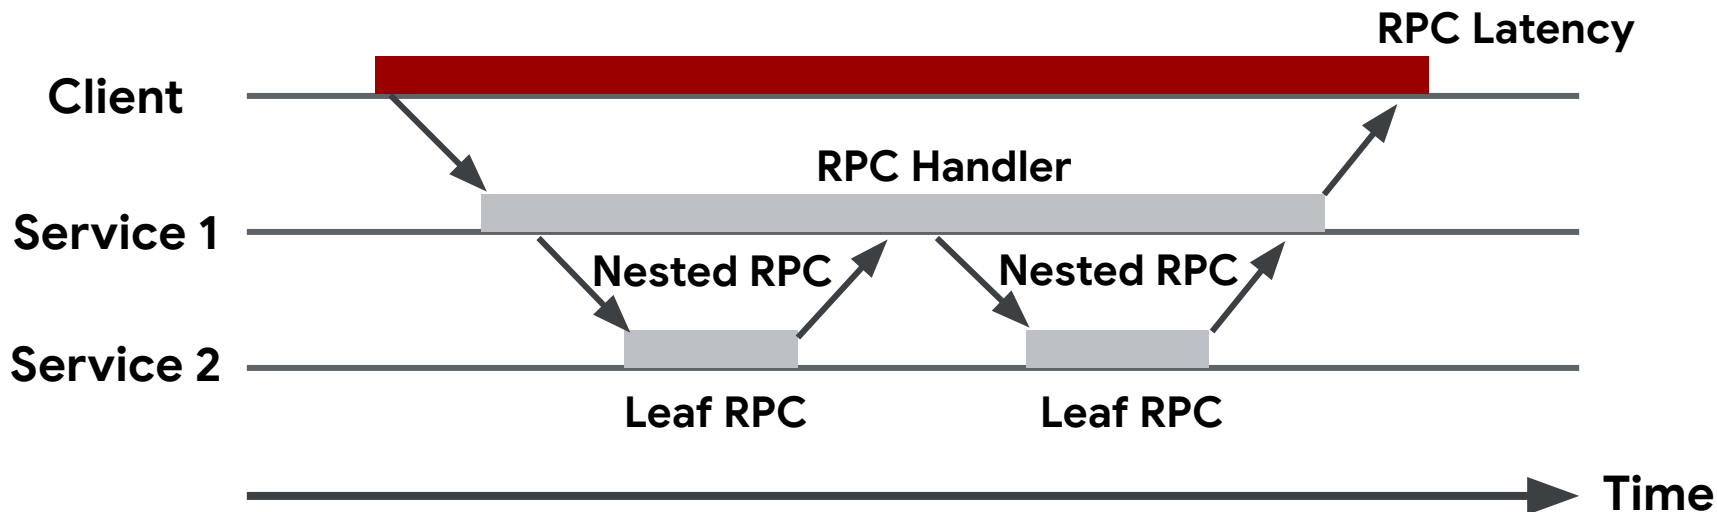 RPC Latency
Client
RPC Handler
Service 1
Nested RPC
Nested RPC
Service 2
Leaf RPC
Leaf RPC
Time